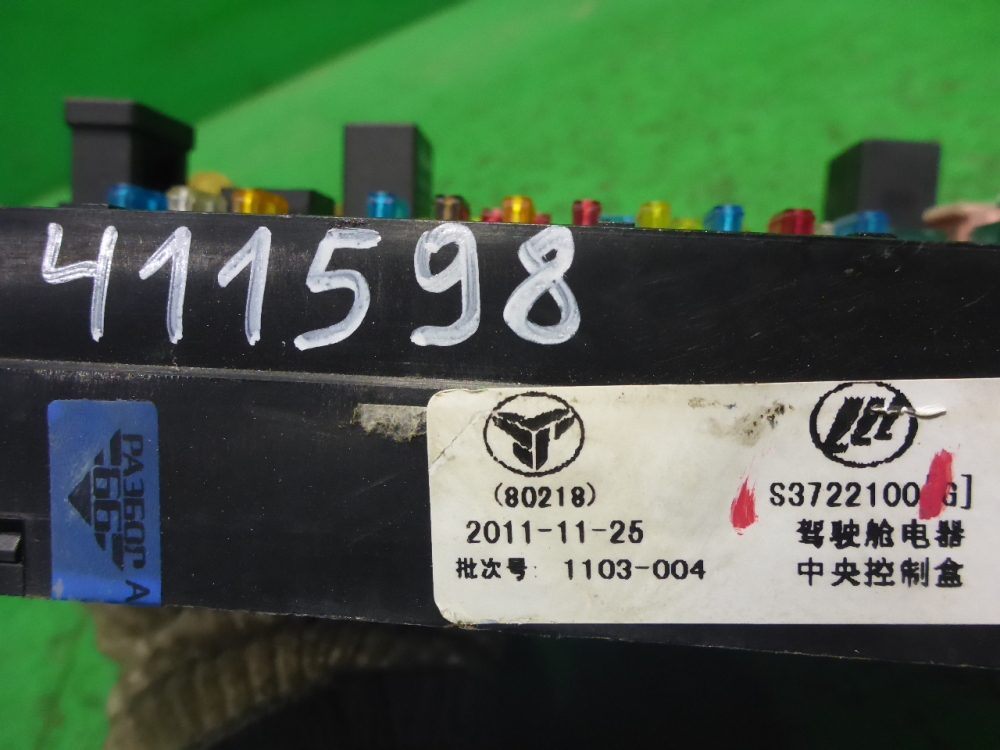 411598
РАЗБОР А
66
(80218)
2011-11-25
批次号: 1103-004
S3722100[G]
驾驶舱电器
中央控制盒